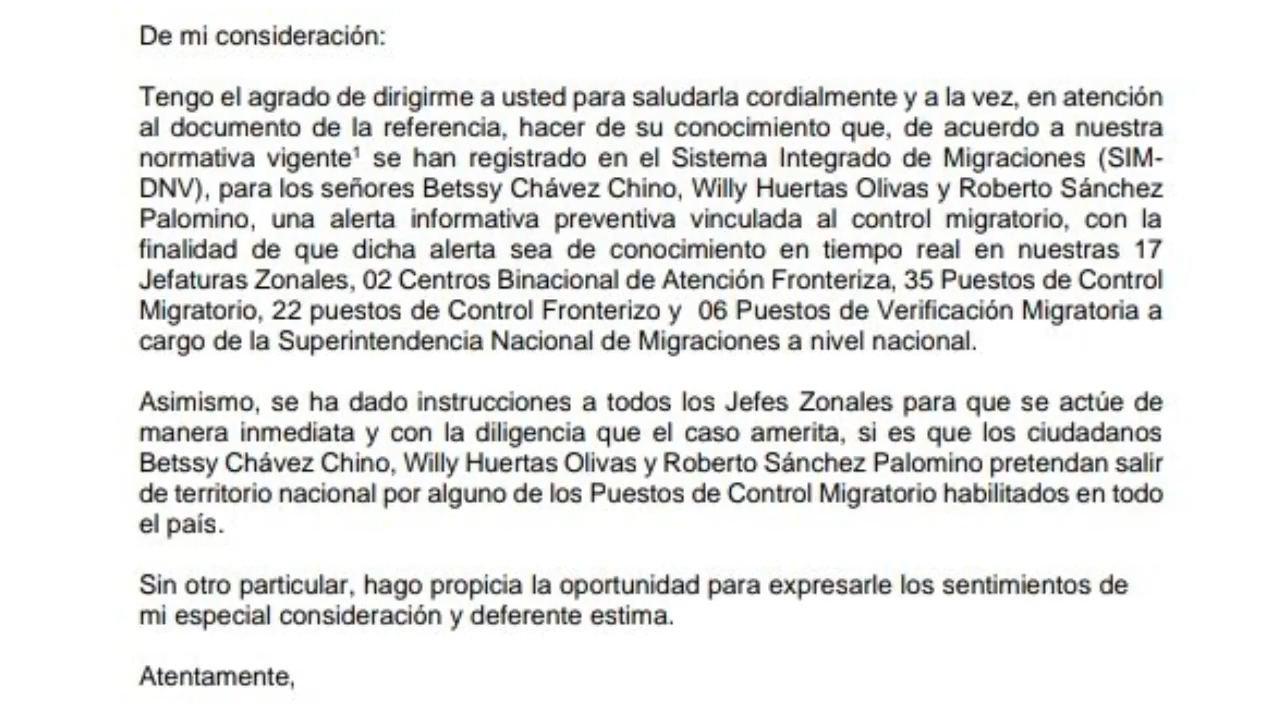 De mi consideración:
Tengo el agrado de dirigirme a usted para saludarla cordialmente y a la vez, en atención
al documento de la referencia, hacer de su conocimiento que, de acuerdo a nuestra
normativa vigente¹ se han registrado en el Sistema Integrado de Migraciones (SIM-
DNV), para los señores Betssy Chávez Chino, Willy Huertas Olivas y Roberto Sánchez
Palomino, una alerta informativa preventiva vinculada al control migratorio, con la
finalidad de que dicha alerta sea de conocimiento en tiempo real en nuestras 17
Jefaturas Zonales, 02 Centros Binacional de Atención Fronteriza, 35 Puestos de Control
Migratorio, 22 puestos de Control Fronterizo y  06 Puestos de Verificación Migratoria a
cargo de la Superintendencia Nacional de Migraciones a nivel nacional.
Asimismo, se ha dado instrucciones a todos los Jefes Zonales para que se actúe de
manera inmediata y con la diligencia que el caso amerita, si es que los ciudadanos
Betssy Chávez Chino, Willy Huertas Olivas y Roberto Sánchez Palomino pretendan salir
de territorio nacional por alguno de los Puestos de Control Migratorio habilitados en todo
el país.
Sin otro particular, hago propicia la oportunidad para expresarle los sentimientos de
mi especial consideración y deferente estima.
Atentamente,